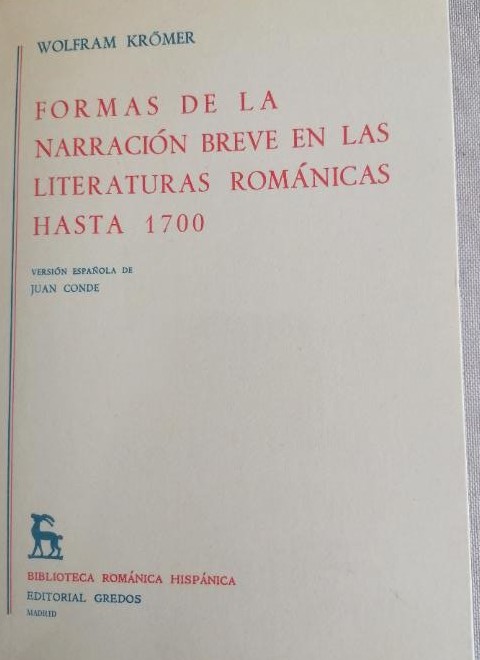 WOLFRAM KRÖMER
FORMAS DE LA
NARRACIÓN BREVE EN LAS
LITERATURAS ROMÁNICAS
HASTA 1700
VERSIÓN ESPAÑOLA DE
JUAN CONDE
BIBLIOTECA ROMÁNICA HISPÁNICA
EDITORIAL GREDOS
MADRID